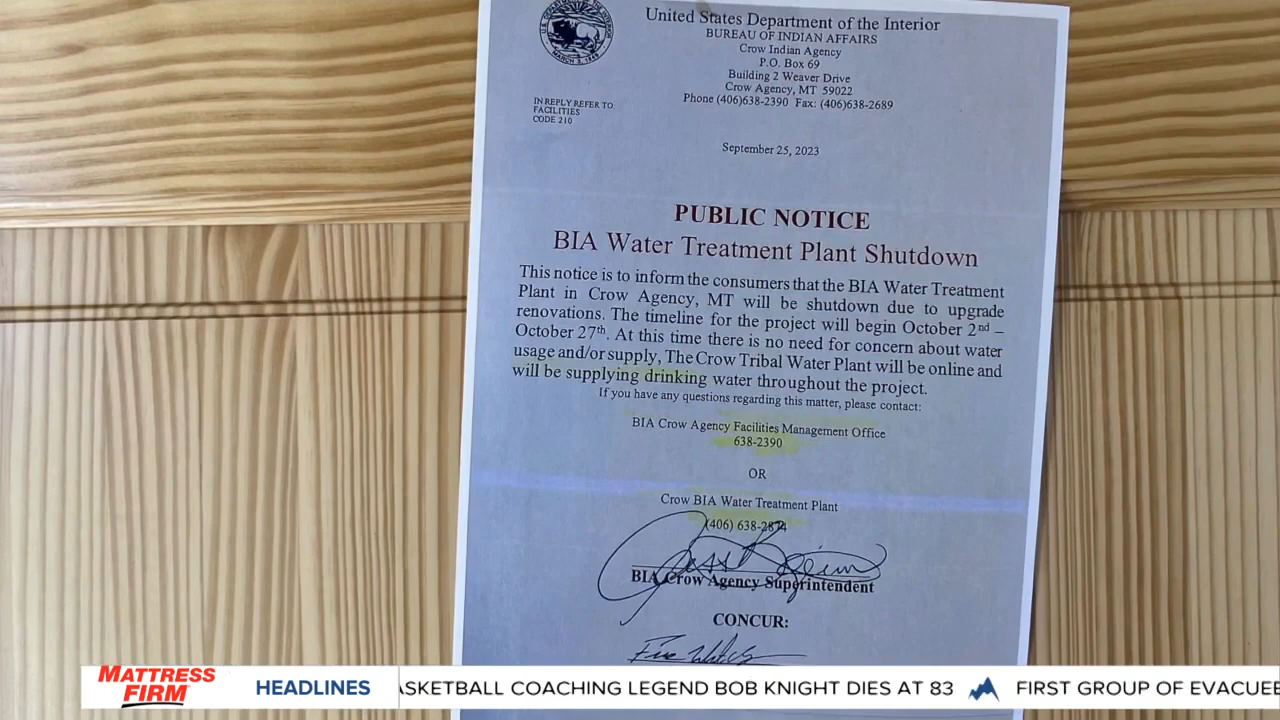 United States Department of the Interior
BUREAU OF INDIAN AFFAIRS
Crow Indian Agency
P.O. Box 69
Building 2 Weaver Drive
Crow Agency, MT 59022
Phone (406)638-2390 Fax: (406)638-2689
MARCH 3, 1849
IN REPLY REFER TO
FACILITIES
CODE 210
September 25, 2023
PUBLIC NOTICE
BIA Water Treatment Plant Shutdown
This notice is to inform the consumers that the BIA Water Treatment
Plant in Crow Agency, MT will be shutdown due to upgrade
renovations. The timeline for the project will begin October 2nd –
October 27th. At this time there is no need for concern about water
usage and/or supply, The Crow Tribal Water Plant will be online and
will be supplying drinking water throughout the project.
If you have any questions regarding this matter, please contact:
BIA Crow Agency Facilities Management Office
638-2390
OR
Crow BIA Water Treatment Plant
(406) 638-2874
BIA Crow Agency Superintendent
CONCUR:
MATTRESS
FIRM
HEADLINES
ASKETBALL COACHING LEGEND BOB KNIGHT DIES AT 83
FIRST GROUP OF EVACUEE